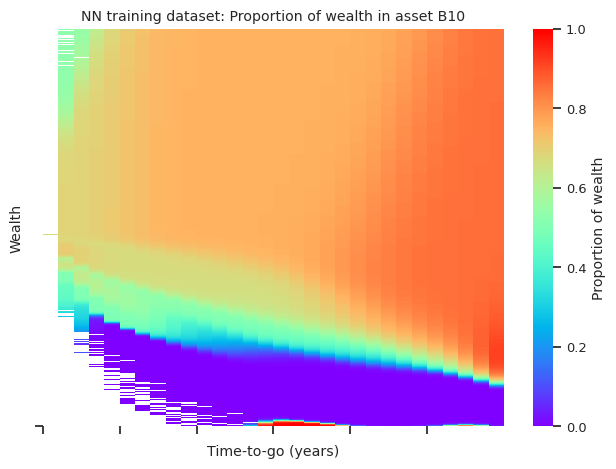 NN training dataset: Proportion of wealth in asset B10
Wealth
Time-to-go (years)
1.0
0.8
0.6
0.4
0.2
0.0
Proportion of wealth